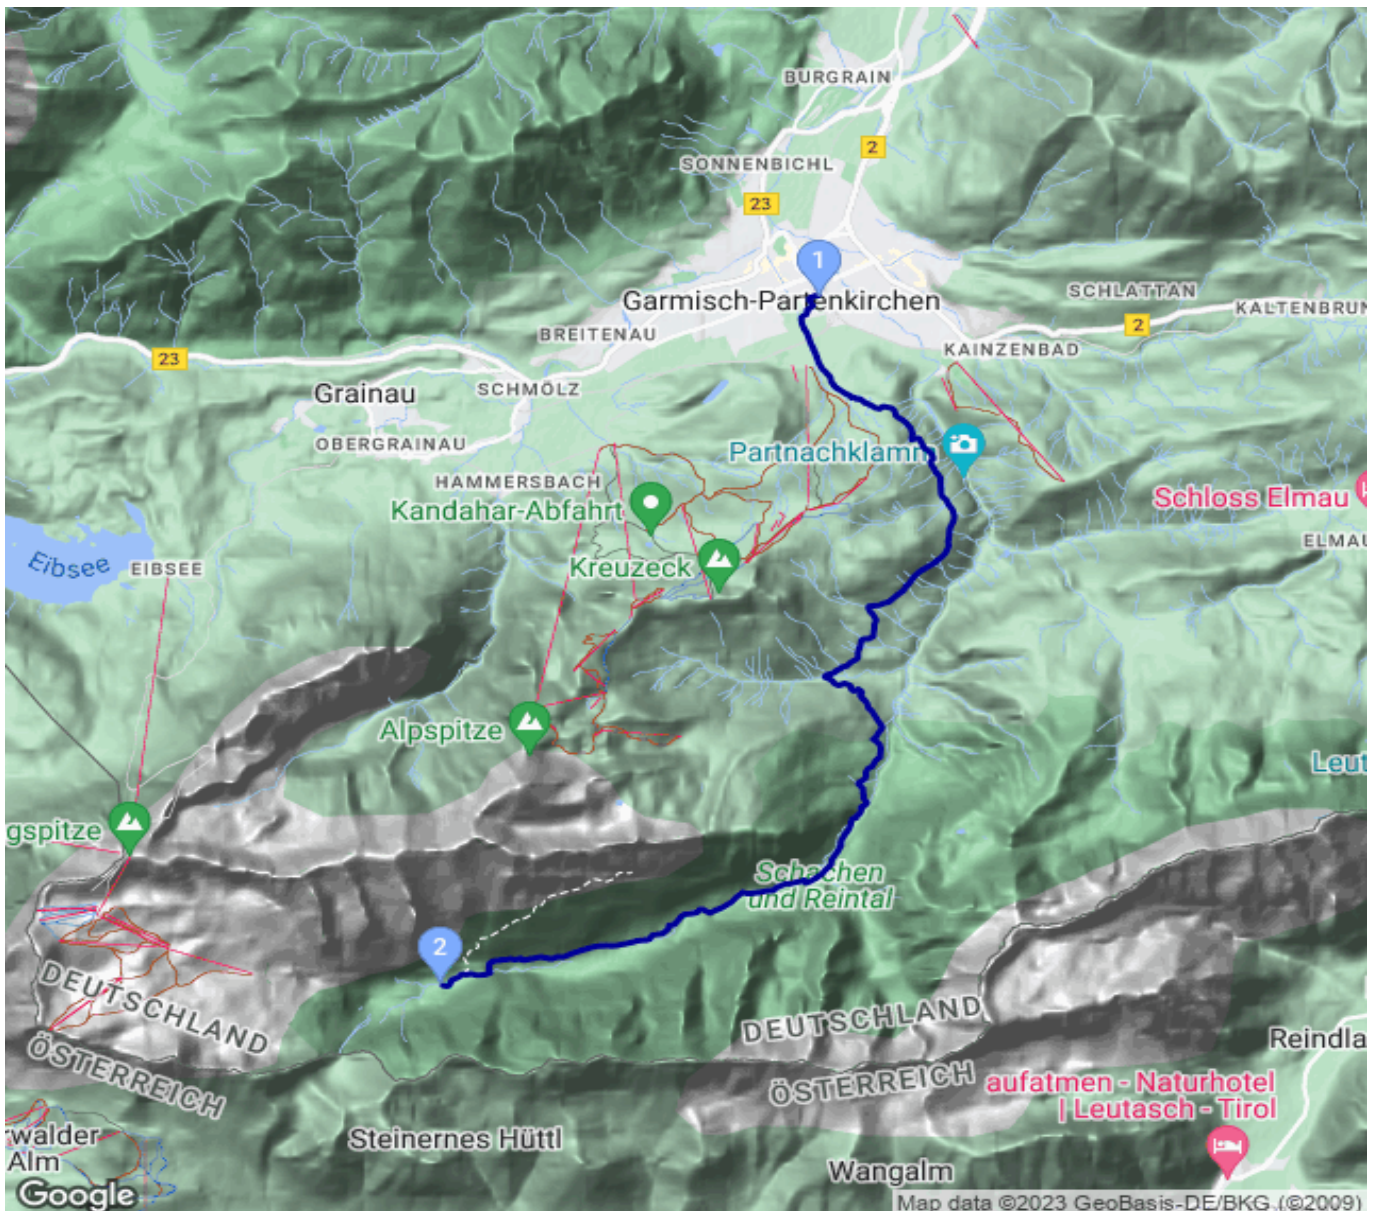 BURGRAIN
2
SONNENBICHL
23
1
Garmisch-Partenkirchen
SCHLATTAN
KALTENBRUN
2
BREITENAU
KAINZENBAD
23
SCHMÖLZ
Grainau
OBERGRAINAU
Partnachklamm
HAMMERSBACH
Kandahar-Abfahrt
Schloss Elmau
ELMAU
Eibsee
EIBSEE
Kreuzeck
Alpspitze
Leut
gspitze
Schachen
und Reintal
2
DEUTSCHLAND
ÖSTERREICH
DEUTSCHLAND
ÖSTERREICH
Reindla
aufatmen - Naturhotel
| Leutasch - Tirol
rwalder
Alm
Steinernes Hüttl
Wangalm
Google
Map data ©2023 GeoBasis-DE/BKG (©2009)